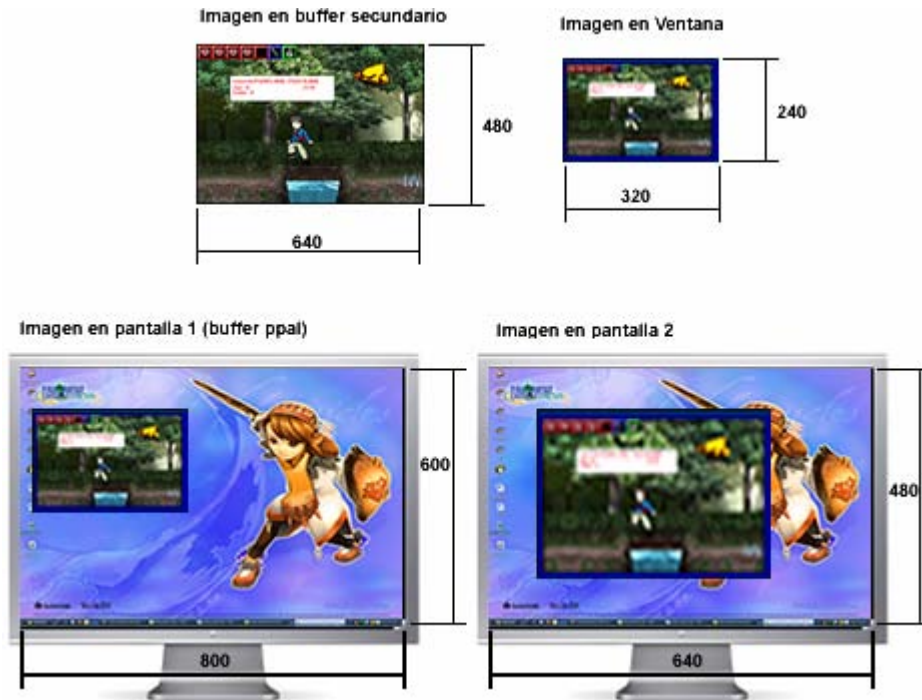 Imagen en buffer secundario
Imagen en Ventana
480
240
640
320
Imagen en pantalla 1 (buffer ppal)
Imagen en pantalla 2
600
480
800
640